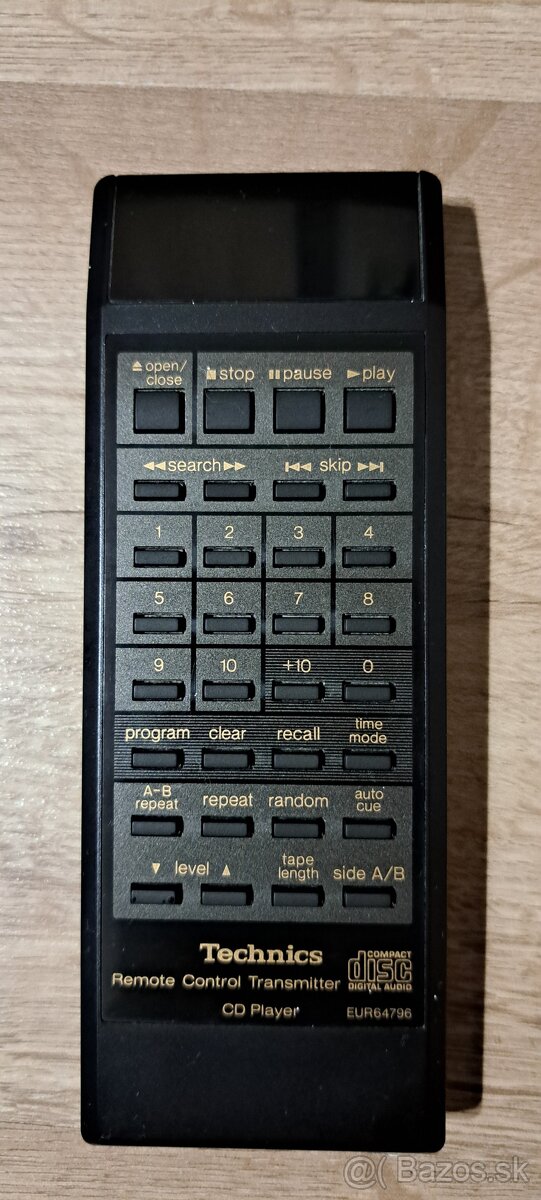 ⏏ open/ close ■ stop ▮▮ pause ► play
◄◄ search ►► |◄◄ skip ►►|
1 2 3 4
5 6 7 8
9 10 +10 0
program clear recall time mode
A-B repeat repeat random auto cue
▼ level ▲ tape length side A/B
Technics
COMPACT disc DIGITAL AUDIO
Remote Control Transmitter
CD Player EUR64796
@( Bazos.sk